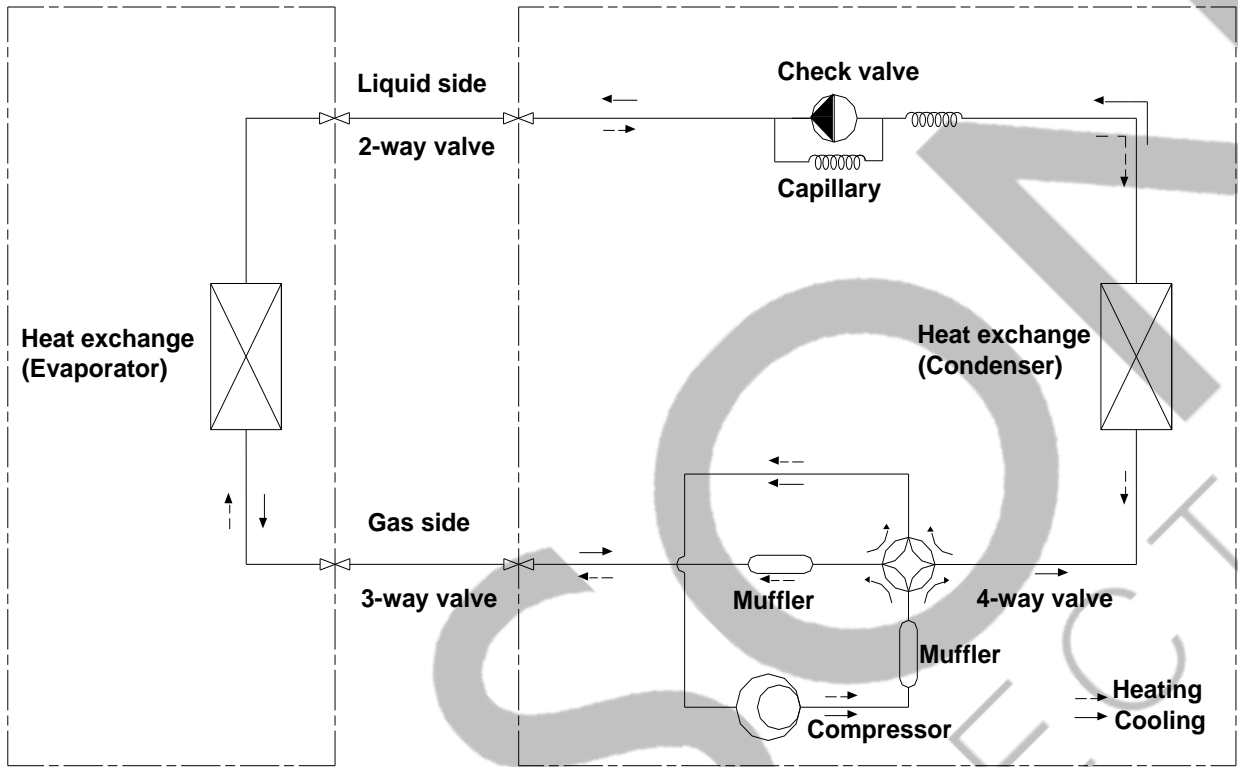 Liquid side
2-way valve
Check valve
Capillary
Heat exchange
(Evaporator)
Heat exchange
(Condenser)
Gas side
3-way valve
Muffler
4-way valve
Muffler
Compressor
Heating
Cooling